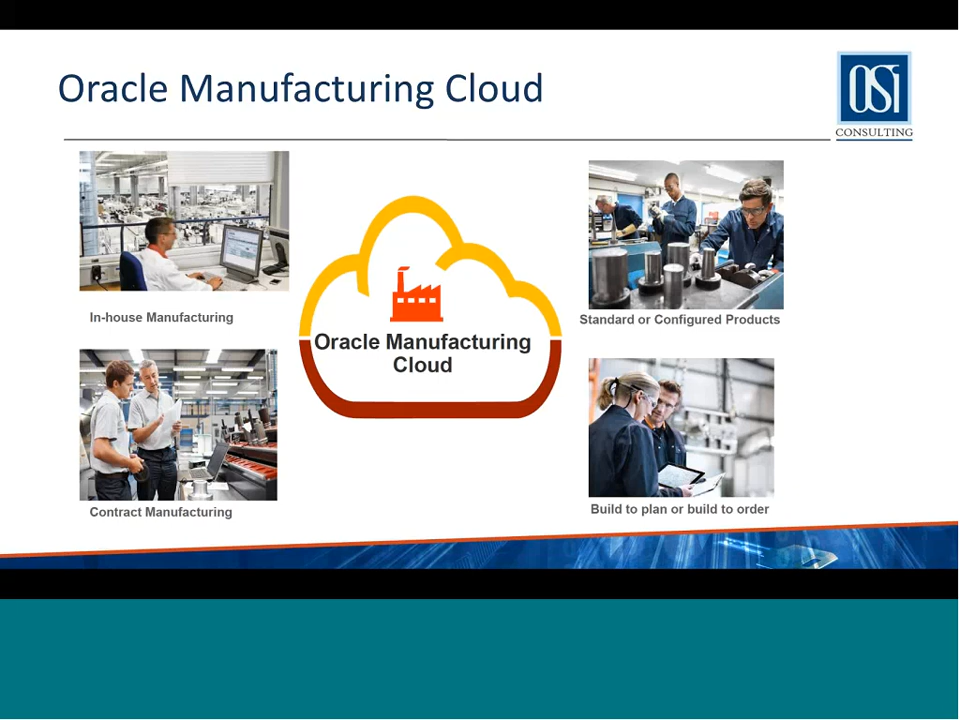 Oracle Manufacturing Cloud
OSI
CONSULTING
In-house Manufacturing
Standard or Configured Products
Oracle Manufacturing
Cloud
Contract Manufacturing
Build to plan or build to order